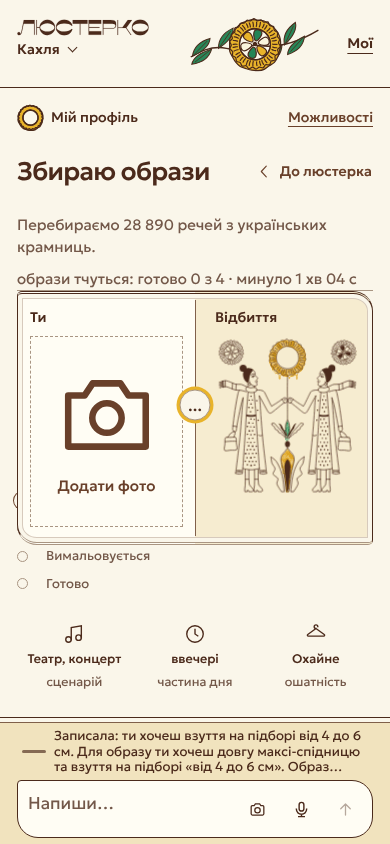 ЛЮСТЕРКО
Кахля
Мої
Мій профіль
Можливості
Збираю образи
До люстерка
Перебираємо 28 890 речей з українських
крамниць.
образи тчуться: готово 0 з 4 · минуло 1 хв 04 с
Ти
Відбиття
...
Додати фото
Вимальовується
Готово
Театр, концерт
ввечері
Охайне
сценарій
частина дня
ошатність
Записала: ти хочеш взуття на підборі від 4 до 6
см. Для образу ти хочеш довгу максі-спідницю
та взуття на підборі «від 4 до 6 см». Образ…
Напиши…